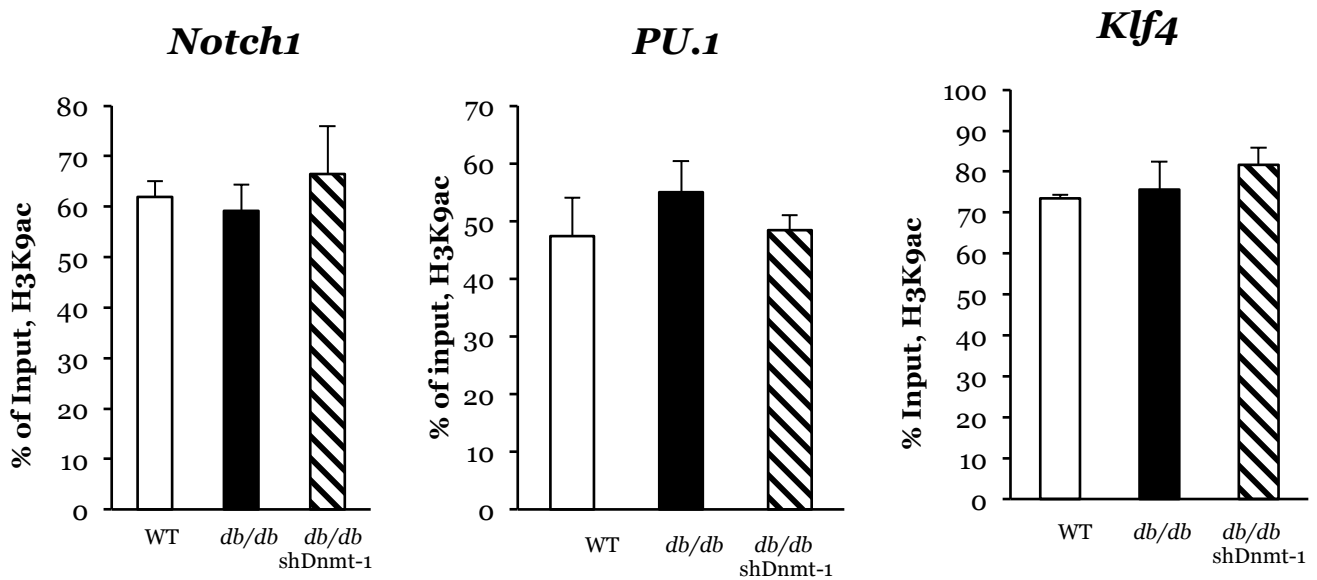 Notch1
% of Input, H3K9ac
80
70
60
50
40
30
20
10
0
WT
db/db
db/db
shDnmt-1
PU.1
% of input, H3K9ac
70
60
50
40
30
20
10
0
WT
db/db
db/db
shDnmt-1
Klf4
% Input, H3K9ac
100
90
80
70
60
50
40
30
20
10
0
WT
db/db
db/db
shDnmt-1